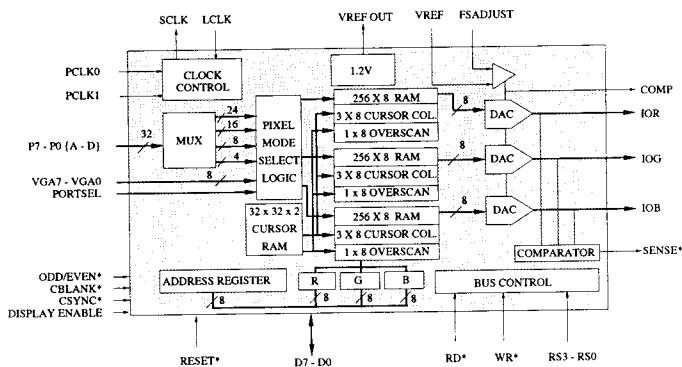 SCLK LCLK VREF OUT VREF FSADJUST
PCLK0
PCLK1
CLOCK
CONTROL
1.2V
COMP
256 X 8 RAM
3 X 8 CURSOR COL.
1 x 8 OVERSCAN
8
DAC
IOR
P7 - P0 {A - D}
32
MUX
24
16
8
4
PIXEL
MODE
SELECT
LOGIC
256 X 8 RAM
3 X 8 CURSOR COL.
1 x 8 OVERSCAN
8
DAC
IOG
VGA7 - VGA0
8
PORTSEL
32 x 32 x 2
CURSOR
RAM
256 X 8 RAM
3 X 8 CURSOR COL.
1 x 8 OVERSCAN
8
DAC
IOB
COMPARATOR
SENSE*
ODD/EVEN*
CBLANK*
CSYNC*
DISPLAY ENABLE
ADDRESS REGISTER
8
R G B
8 8 8
BUS CONTROL
RESET* D7 - D0 RD* WR* RS3 - RS0